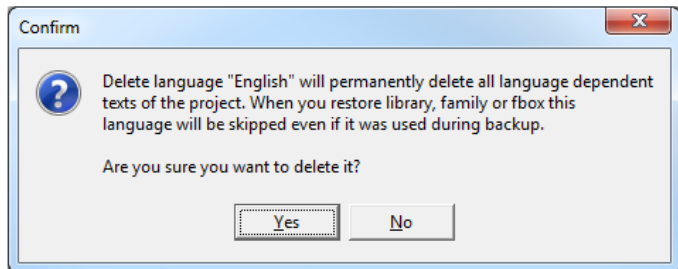 Confirm
Delete language "English" will permanently delete all language dependent
texts of the project. When you restore library, family or fbox this
language will be skipped even if it was used during backup.
Are you sure you want to delete it?
Yes
No